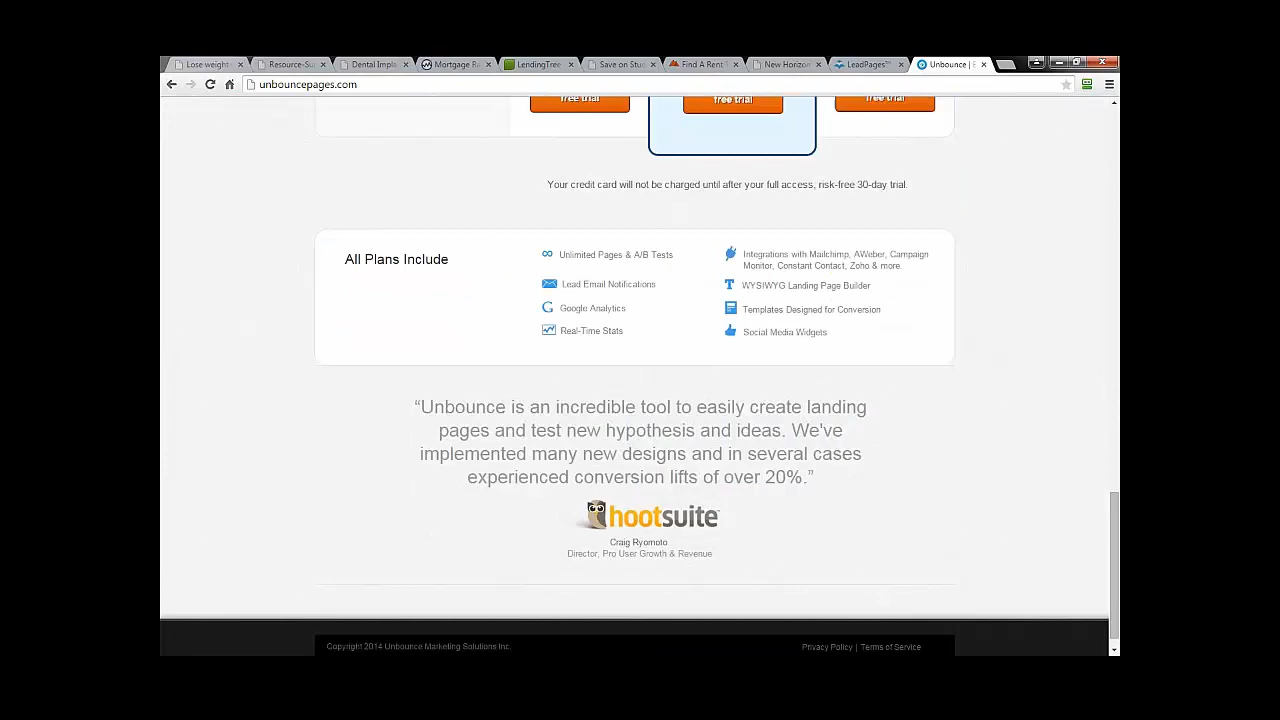 Lose weight
Resource-Su
Dental Impla
Mortgage Ra
LendingTree
Save on Stud
Find A Rent T
New Horizon
LeadPages™
Unbounce | E
unbouncepages.com
free trial
free trial
free trial
Your credit card will not be charged until after your full access, risk-free 30-day trial.
All Plans Include
Unlimited Pages & A/B Tests
Lead Email Notifications
Google Analytics
Real-Time Stats
Integrations with Mailchimp, AWeber, Campaign
Monitor, Constant Contact, Zoho & more.
WYSIWYG Landing Page Builder
Templates Designed for Conversion
Social Media Widgets
“Unbounce is an incredible tool to easily create landing
pages and test new hypothesis and ideas. We've
implemented many new designs and in several cases
experienced conversion lifts of over 20%.”
hootsuite
Craig Ryomoto
Director, Pro User Growth & Revenue
Copyright 2014 Unbounce Marketing Solutions Inc.
Privacy Policy | Terms of Service